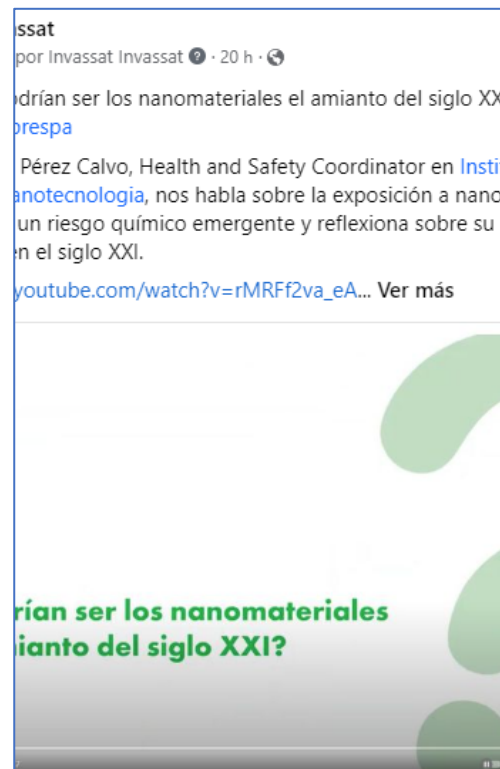 ssat
por Invassat Invassat · 20 h ·
drían ser los nanomateriales el amianto del siglo XX
respa
Pérez Calvo, Health and Safety Coordinator en Insti
anotecnologia, nos habla sobre la exposición a nano
un riesgo químico emergente y reflexiona sobre su
en el siglo XXI.
youtube.com/watch?v=rMRFf2va_eA... Ver más
rían ser los nanomateriales
ianto del siglo XXI?